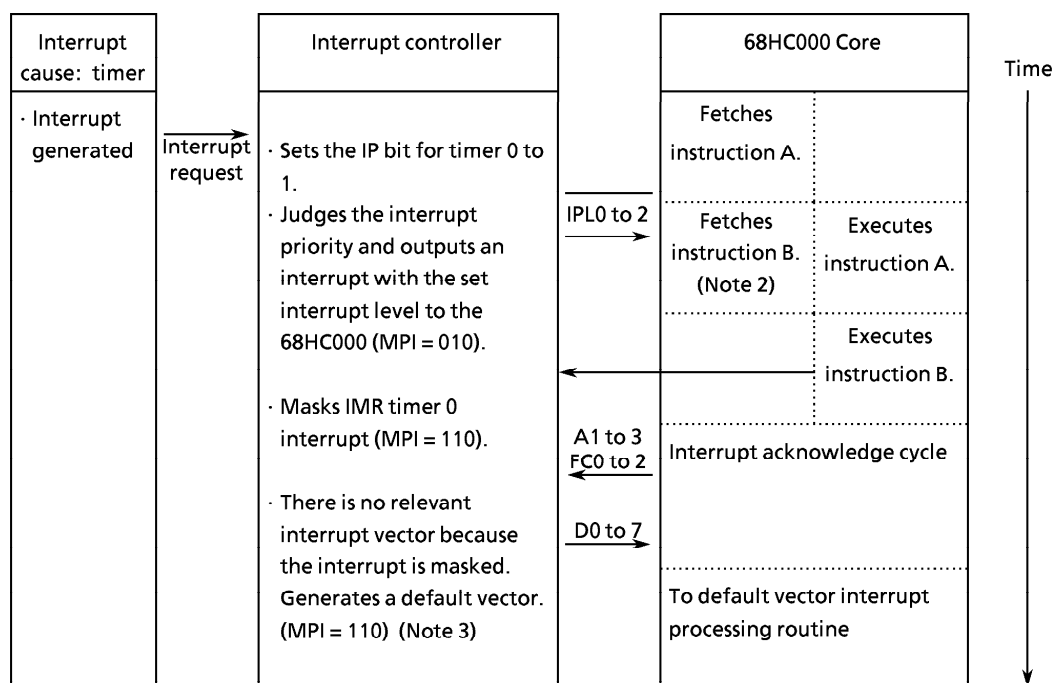 Interrupt
cause: timer
Interrupt controller
68HC000 Core
Time
· Interrupt
generated
Interrupt
request
· Sets the IP bit for timer 0 to
1.
· Judges the interrupt
priority and outputs an
interrupt with the set
interrupt level to the
68HC000 (MPI = 010).
· Masks IMR timer 0
interrupt (MPI = 110).
· There is no relevant
interrupt vector because
the interrupt is masked.
Generates a default vector.
(MPI = 110) (Note 3)
IPL0 to 2
A1 to 3
FC0 to 2
D0 to 7
Fetches
instruction A.
Fetches
instruction B.
(Note 2)
Executes
instruction A.
Executes
instruction B.
Interrupt acknowledge cycle
To default vector interrupt
processing routine